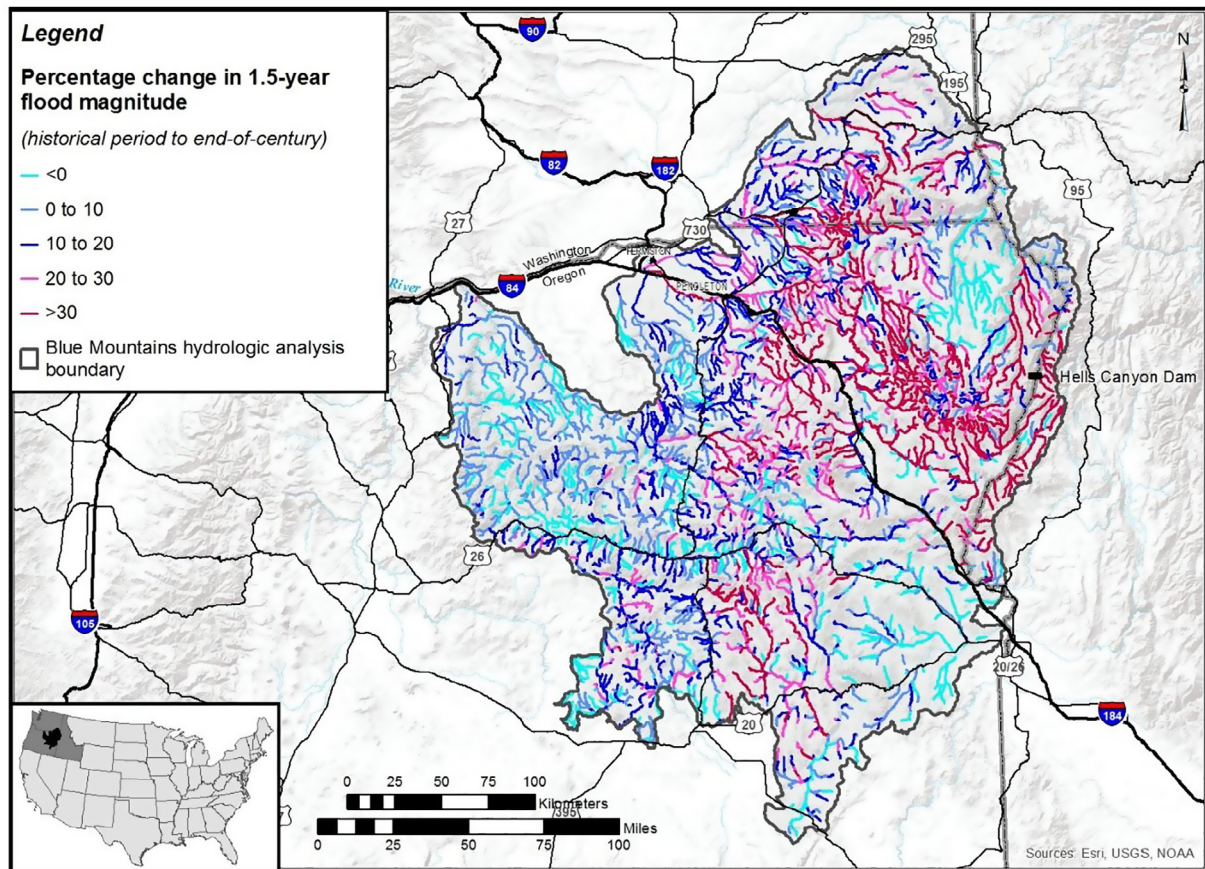 Legend
Percentage change in 1.5-year
flood magnitude
(historical period to end-of-century)
<0
0 to 10
10 to 20
20 to 30
>30
Blue Mountains hydrologic analysis
boundary
90
295
N
195
82
182
95
27
730
Washington
HERMISTON
Oregon
River
84
PENDLETON
Hells Canyon Dam
26
105
20/26
20
184
0 25 50 75 100
Kilometers
395
Miles
0 25 50 75 100
Sources: Esri, USGS, NOAA